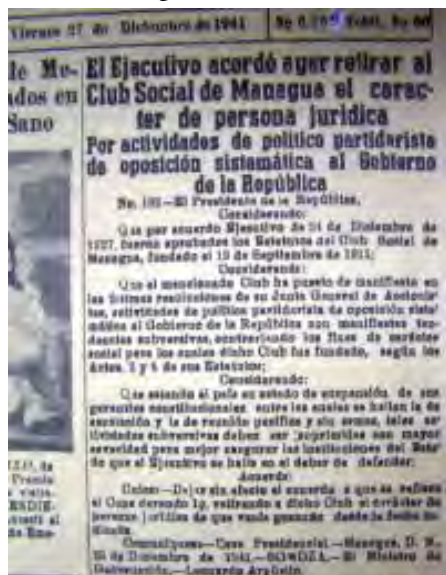 Viernes 27 de Diciembre de 1941
le Me-
ados en
Sano
El Ejecutivo acordó ayer retirar al
Club Social de Managua el carac-
ter de persona jurídica
Por actividades de político partidarista
de oposición sistemática al Gobierno
de la República
No. 198—El Presidente de la República,
Considerando:
Que por acuerdo Ejecutivo de 24 de Diciembre de
fueron aprobados los Estatutos del Club Social de
Managua, fundado el 19 de Septiembre de
Considerando:
Que el mencionado Club ha puesto de manifiesto en
las últimas resoluciones de su Junta General de Asocia
dos, actividades de política partidarista de oposición siste
mática al Gobierno de la República con manifiestas ten
dencias subversivas, contrariando los fines de carácter
social para los cuales dicho Club fue fundado, según los
Artos. 3 y 4 de sus Estatutos;
Considerando:
Que estando el país en estado de suspensión de sus
garantías constitucionales entre las cuales se hallan la de
asociación y la de reunión pacífica y sin armas, tales ac
tividades subversivas deben ser con mayor
severidad para mejor asegurar las instituciones del Esta
do que el Ejecutivo se halla en el deber de defender;
Acuerda:
Unico—Dejar sin efecto el acuerdo a que se refiere
el Considerando 1o, retirando a dicho Club el carácter de
persona jurídica de que venía gozando desde la fecha in
dicada.
Comuníquese—Casa Presidencial—Managua, D. N.,
26 de Diciembre de 1941—SOMOZA.—El Ministro de
Gobernación,—Leonardo Argüello.